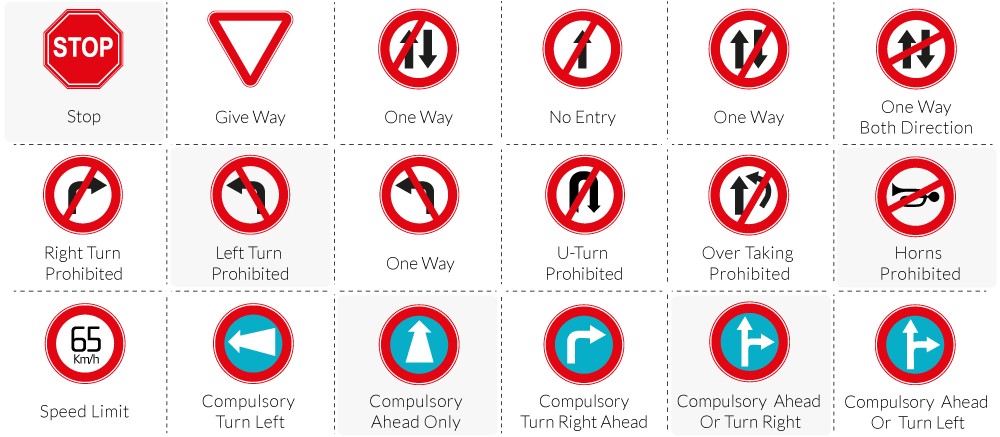 STOP
Stop
Give Way
One Way
No Entry
One Way
One Way
Both Direction
Right Turn
Prohibited
Left Turn
Prohibited
One Way
U-Turn
Prohibited
Over Taking
Prohibited
Horns
Prohibited
65
Km/h
Speed Limit
Compulsory
Turn Left
Compulsory
Ahead Only
Compulsory
Turn Right Ahead
Compulsory Ahead
Or Turn Right
Compulsory Ahead
Or Turn Left